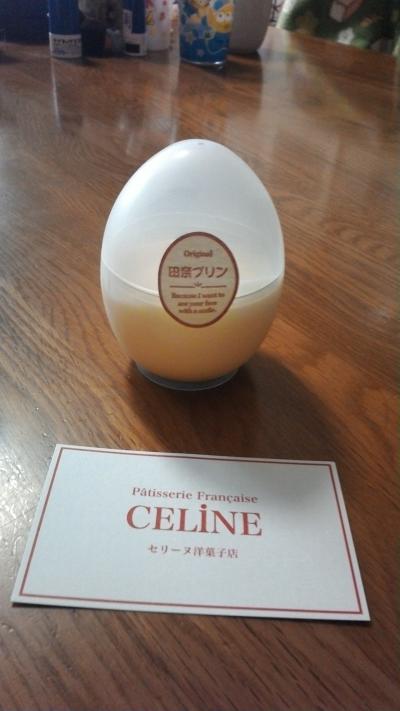 Original
田奈プリン
Because I want to
see your face
with a smile.
Pâtisserie Française
CELiNE
セリーヌ洋菓子店